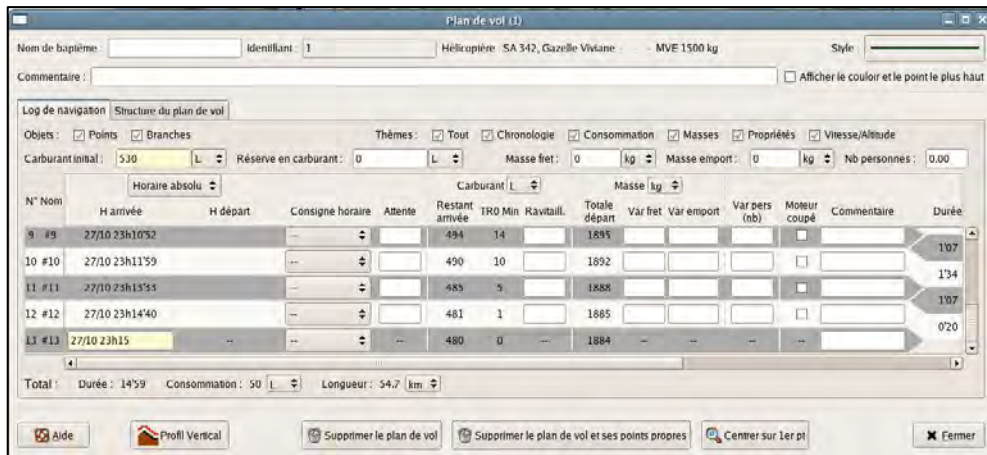 Plan de vol (1)
Nom de baptême : Identifiant : 1 Hélicoptère SA 342, Gazelle Viviane - MVE 1500 kg Style :
Commentaire : Afficher le couloir et le point le plus haut
Log de navigation Structure du plan de vol
Objets : Points Branches Thèmes : Tout Chronologie Consommation Masses Propriétés Vitesse/Altitude
Carburant initial : 530 L Réserve en carburant : 0 L Masse fret : 0 kg Masse emport : 0 kg Nb personnes : 0.00
Horaire absolu Carburant L Masse kg
N° Nom H arrivée H départ Consigne horaire Attente Restant arrivée TR0 Min Ravitaill. Totale départ Var fret Var emport Var pers (nb) Moteur coupé Commentaire Durée
9 #9 27/10 23h10'52 -- 494 14 1895
1'07
10 #10 27/10 23h11'59 -- 490 10 1892
1'34
11 #11 27/10 23h13'33 -- 485 5 1888
1'07
12 #12 27/10 23h14'40 -- 481 1 1885
0'20
13 #13 27/10 23h15 -- -- -- 480 0 -- 1884 -- -- -- -- --
Total : Durée : 14'59 Consommation : 50 L Longueur : 54.7 km
Aide Profil Vertical Supprimer le plan de vol Supprimer le plan de vol et ses points propres Centrer sur 1er pt Fermer